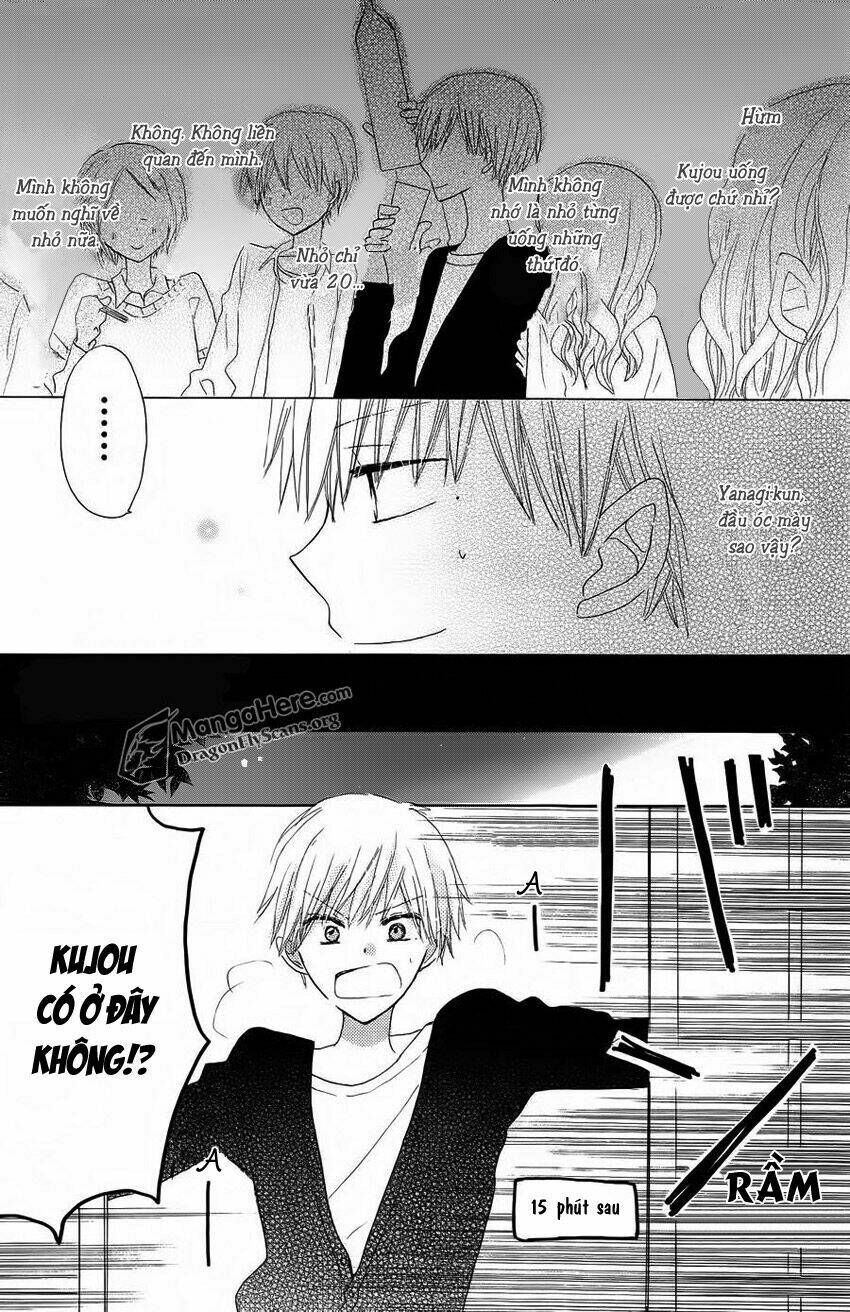 Hừm
Kujou uống
được chứ nhỉ?
Mình không
nhớ là nhỏ từng
uống những
thứ đó.
Nhỏ chỉ
vừa 20...
Không. Không liên
quan đến mình.
Mình không
muốn nghĩ về
nhỏ nữa.
......
Yanagi-kun,
đầu óc mày
sao vậy?
MangaHere.com
DragonFlyScans.org
A
KUJOU
CÓ Ở ĐÂY
KHÔNG!?
A
15 phút sau
RẦM